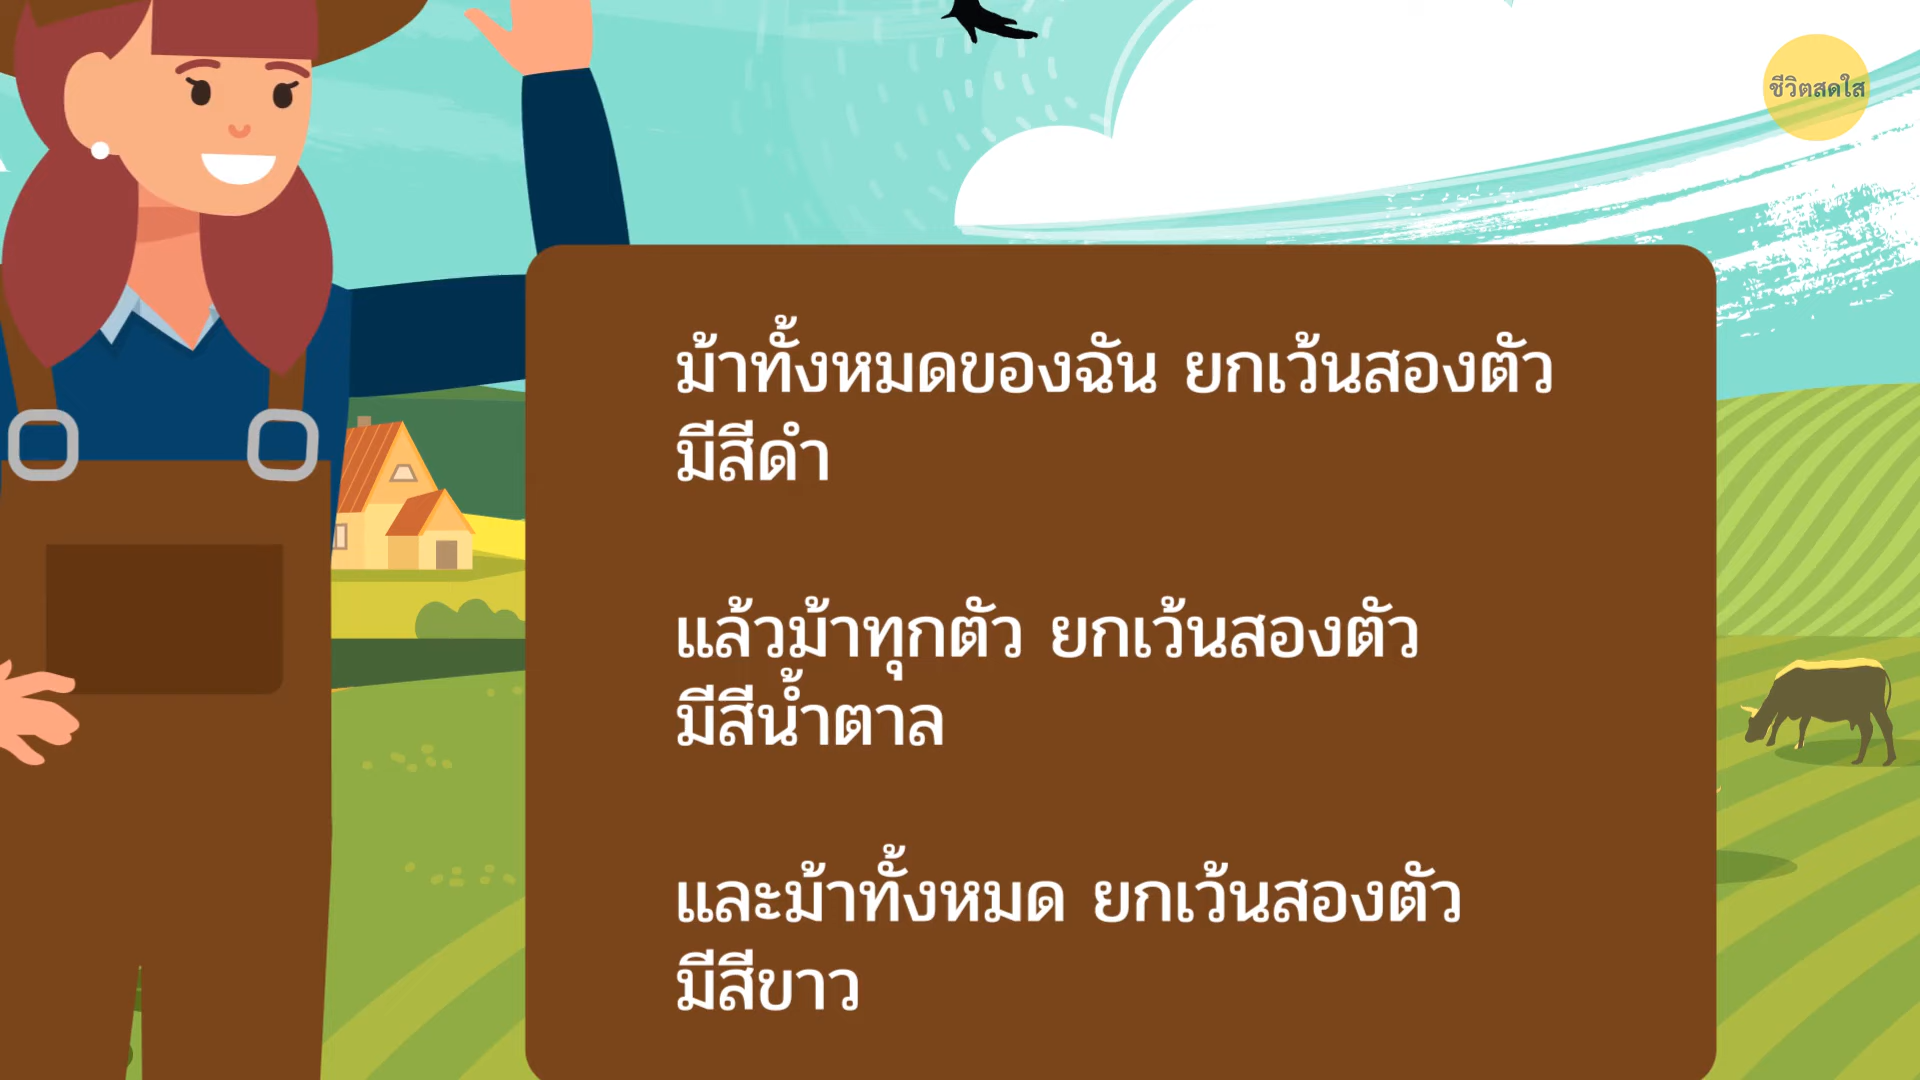 ชีวิตสดใส
ม้าทั้งหมดของฉัน ยกเว้นสองตัว
มีสีดำ
แล้วม้าทุกตัว ยกเว้นสองตัว
มีสีน้ำตาล
และม้าทั้งหมด ยกเว้นสองตัว
มีสีขาว